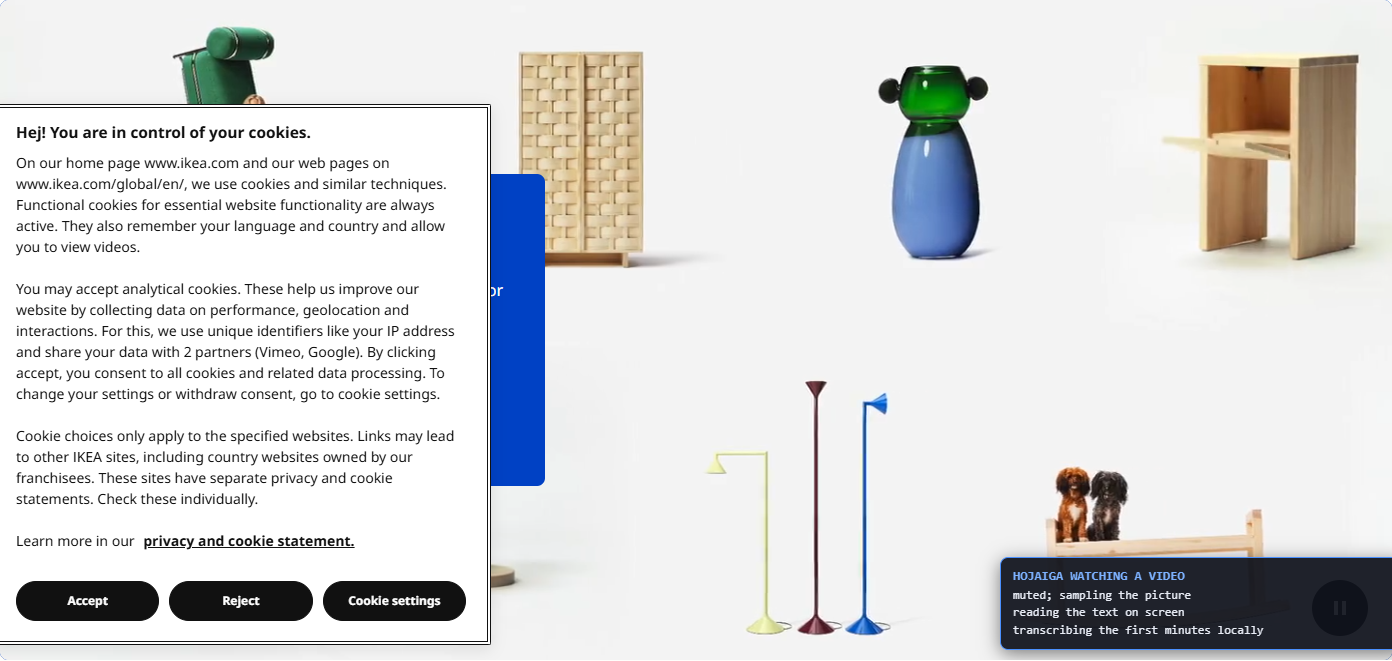 Hej! You are in control of your cookies.
On our home page www.ikea.com and our web pages on
www.ikea.com/global/en/, we use cookies and similar techniques.
Functional cookies for essential website functionality are always
active. They also remember your language and country and allow
you to view videos.
You may accept analytical cookies. These help us improve our
website by collecting data on performance, geolocation and
interactions. For this, we use unique identifiers like your IP address
and share your data with 2 partners (Vimeo, Google). By clicking
accept, you consent to all cookies and related data processing. To
change your settings or withdraw consent, go to cookie settings.
Cookie choices only apply to the specified websites. Links may lead
to other IKEA sites, including country websites owned by our
franchisees. These sites have separate privacy and cookie
statements. Check these individually.
Learn more in our privacy and cookie statement.
Accept
Reject
Cookie settings
HOJAIGA WATCHING A VIDEO
muted; sampling the picture
reading the text on screen
transcribing the first minutes locally